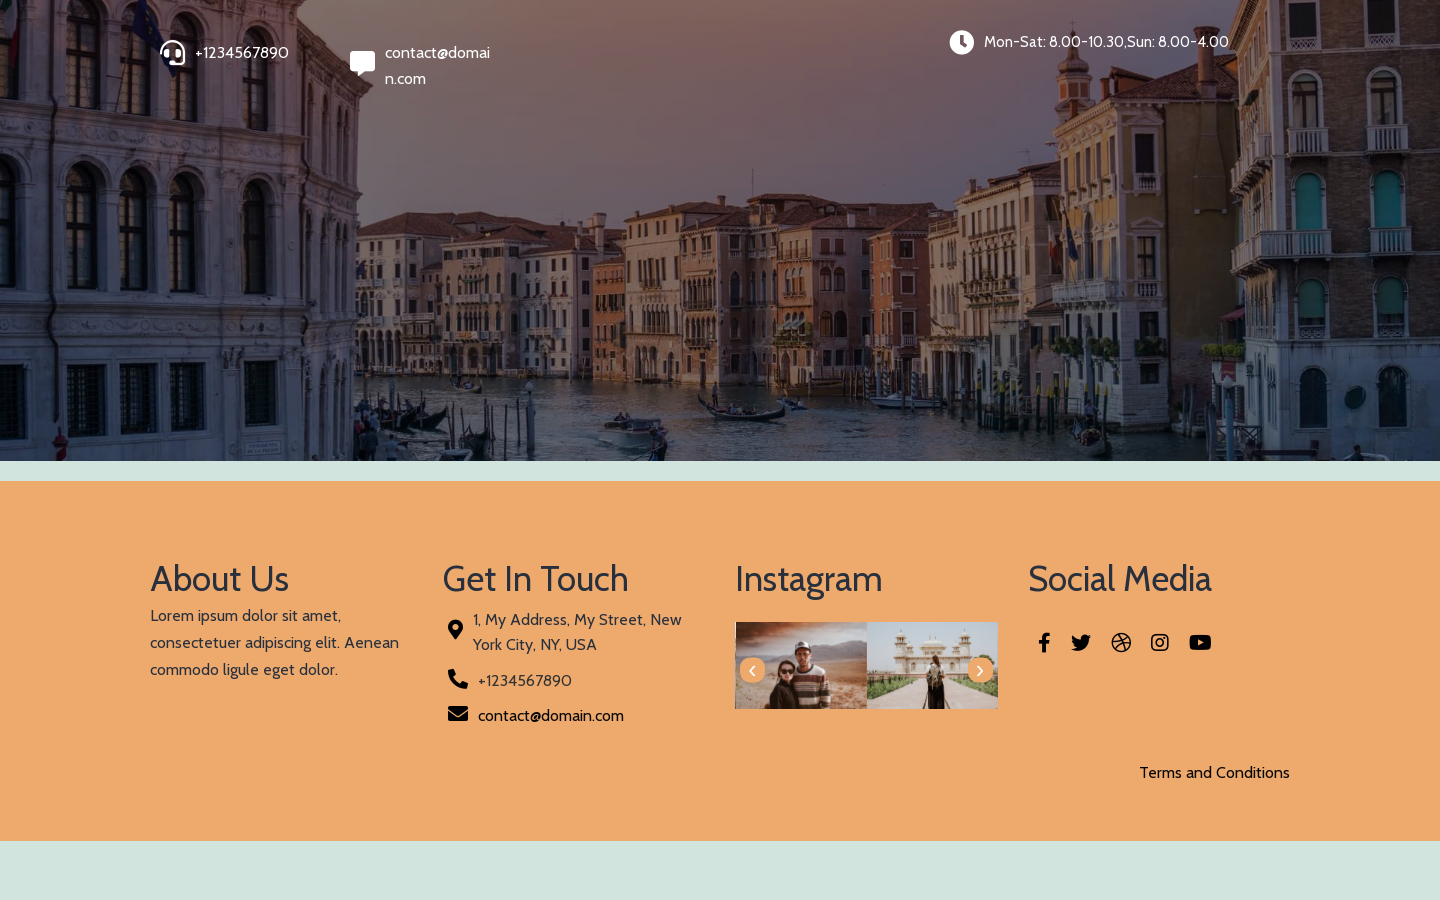 +1234567890
contact@domai
n.com
Mon-Sat: 8.00-10.30,Sun: 8.00-4.00
About Us
Lorem ipsum dolor sit amet,
consectetuer adipiscing elit. Aenean
commodo ligule eget dolor.
Get In Touch
1, My Address, My Street, New
York City, NY, USA
+1234567890
contact@domain.com
Instagram
Social Media
Terms and Conditions